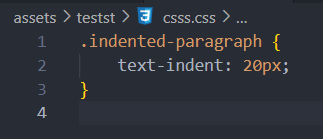 assets > testst > csss.css > ...
1 .indented-paragraph {
2     text-indent: 20px;
3 }
4